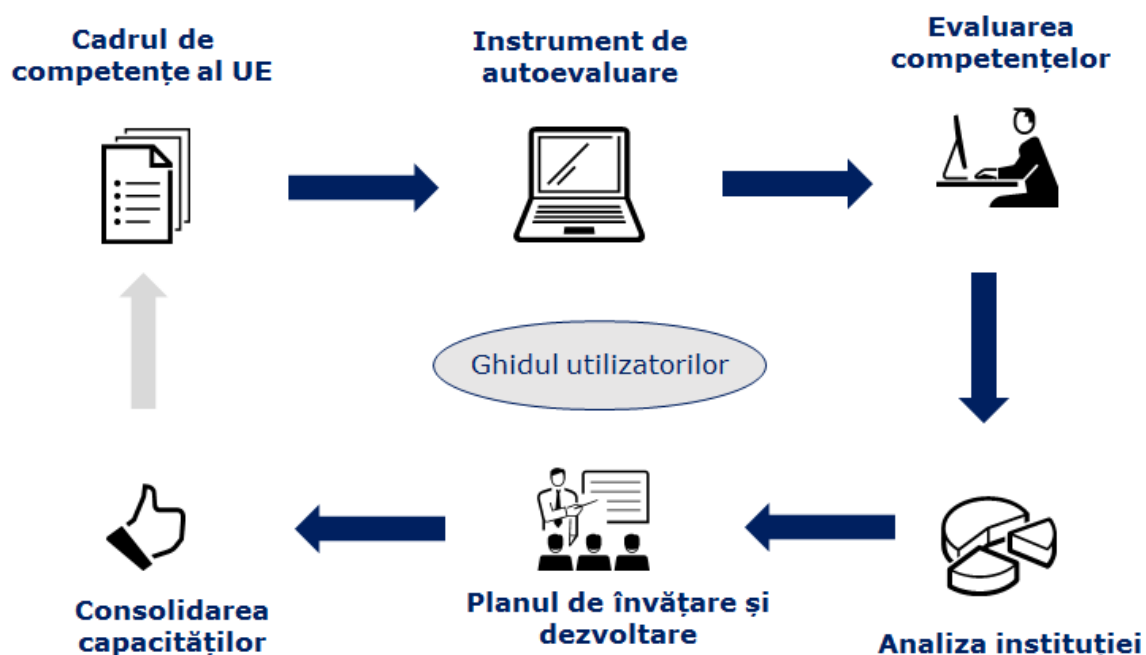 Cadrul de
competențe al UE
Instrument de
autoevaluare
Evaluarea
competențelor
Ghidul utilizatorilor
Consolidarea
capacităților
Planul de învățare și
dezvoltare
Analiza instituției